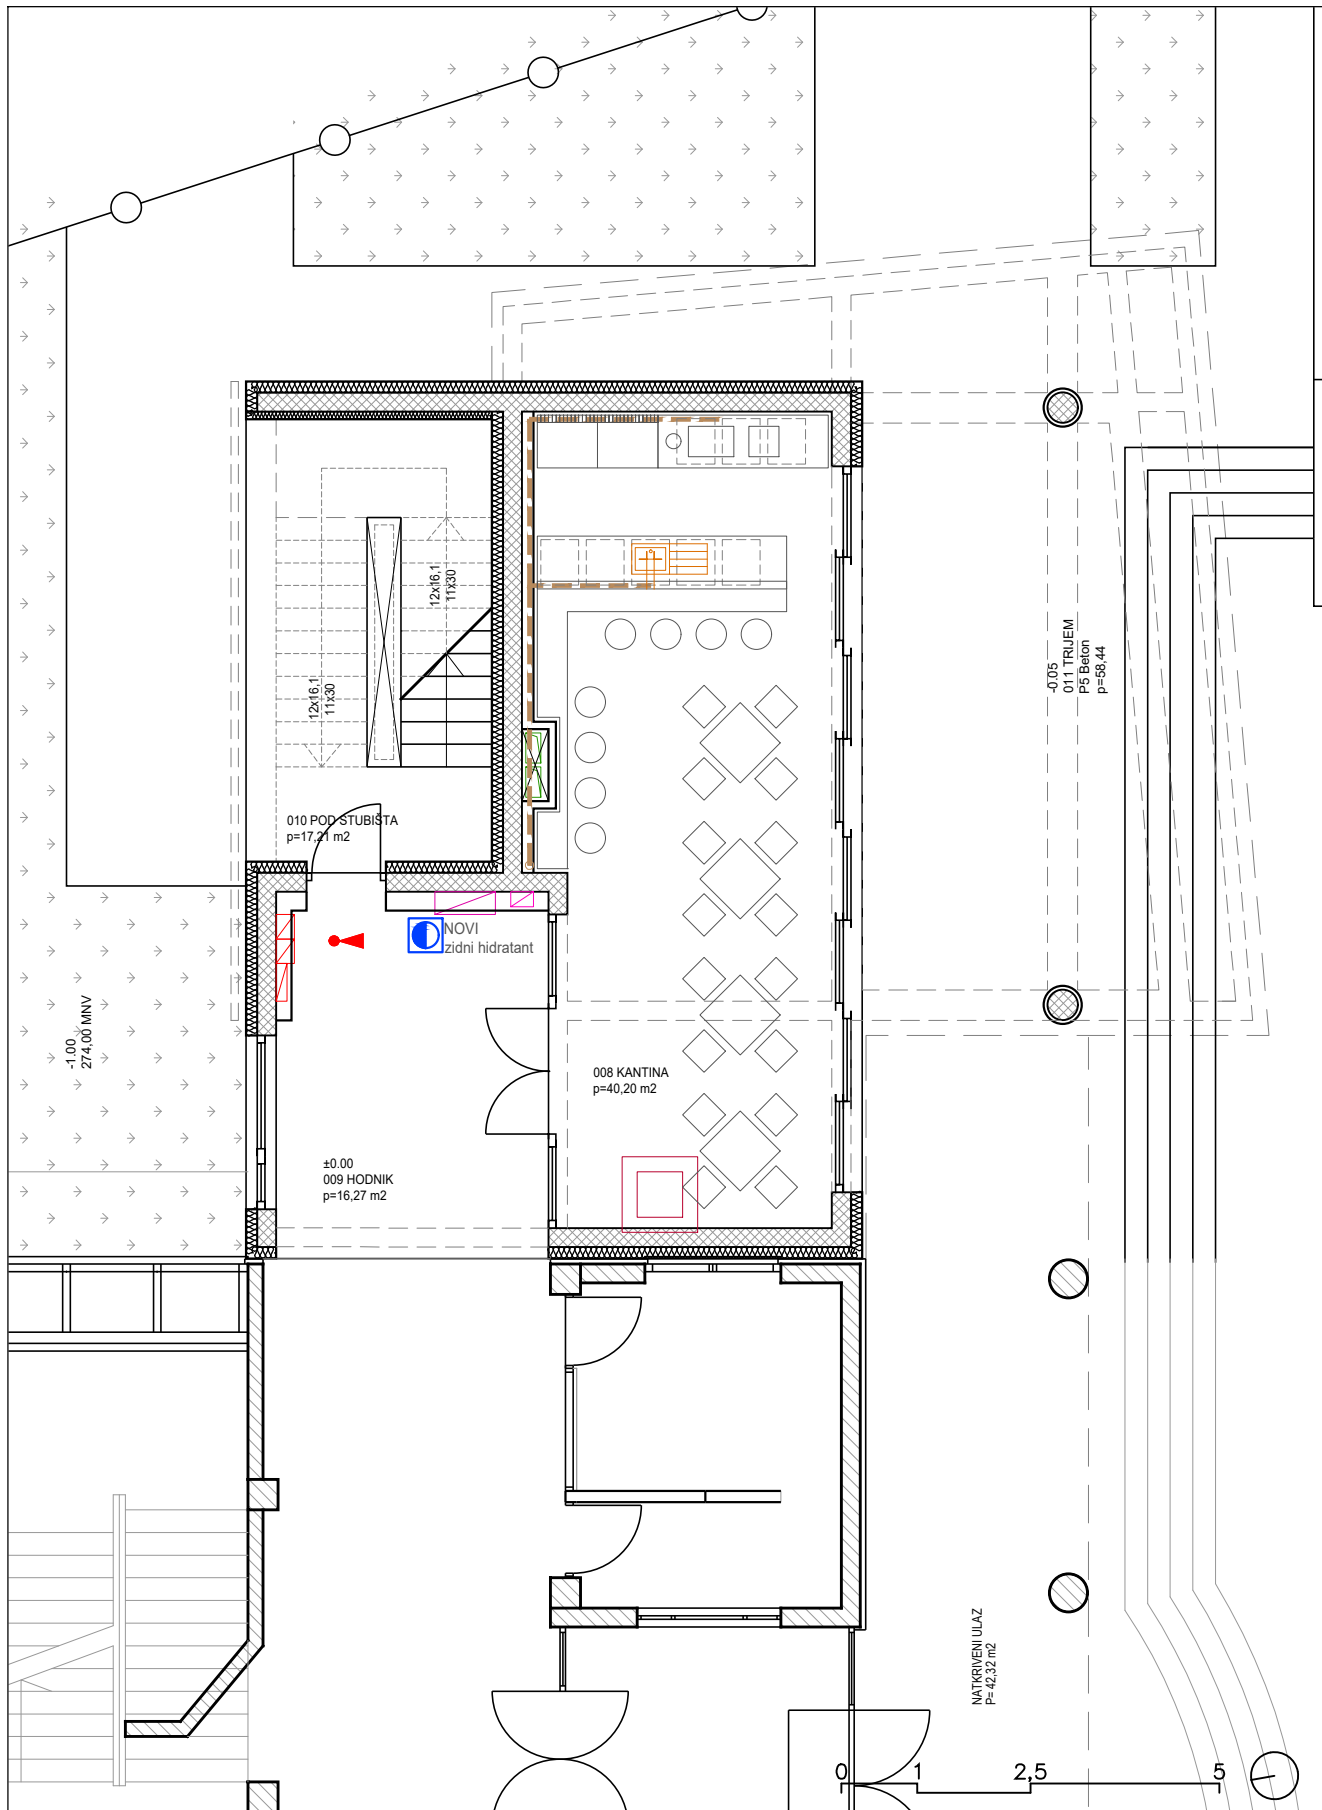 12x16,1
11x30
12x16,1
11x30
-0.05
011 TRIJEM
P5 Beton
p=58,44
010 POD STUBIŠTA
p=17,21 m2
NOVI
zidni hidratant
-1.00
274,00 MNV
008 KANTINA
p=40,20 m2
±0.00
009 HODNIK
p=16,27 m2
NATKRIVENI ULAZ
P= 42,32 m2
0 1 2,5 5